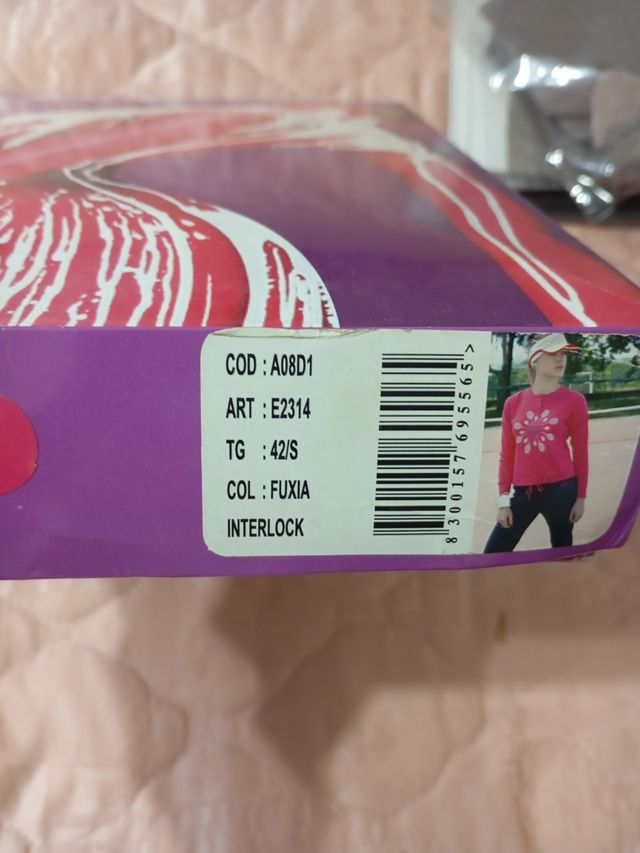 COD : A08D1
ART : E2314
TG : 42/S
COL : FUXIA
INTERLOCK
8 300157 695565 >